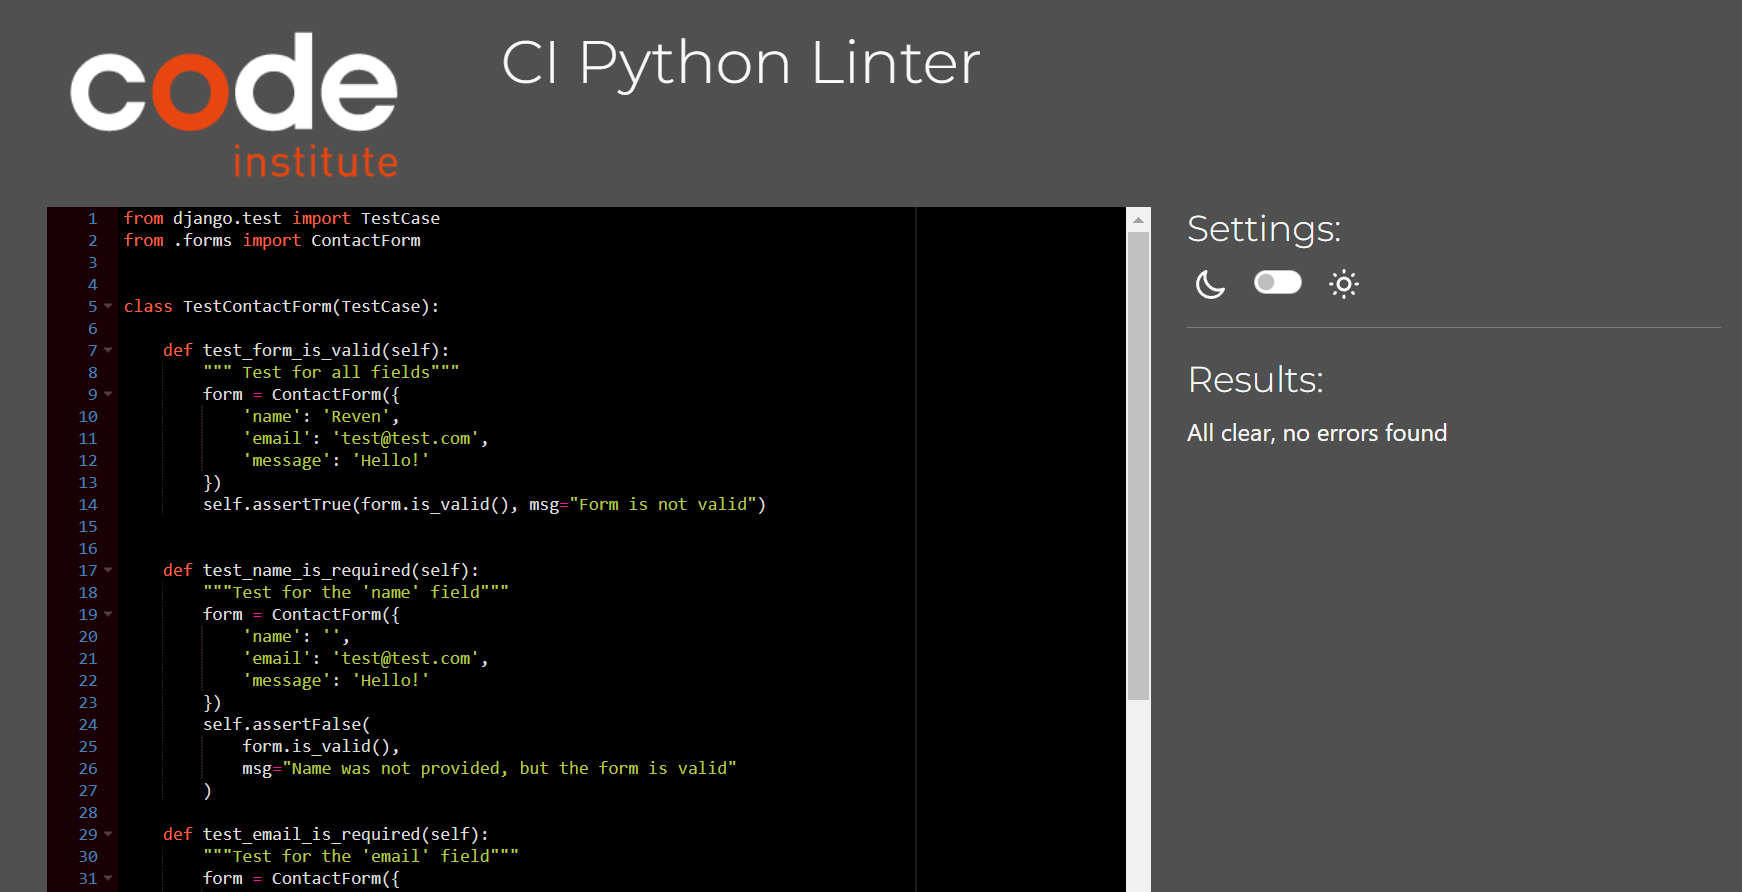 code
institute
CI Python Linter
1 from django.test import TestCase
2 from .forms import ContactForm
3
4
5 class TestContactForm(TestCase):
6
7     def test_form_is_valid(self):
8         """ Test for all fields"""
9         form = ContactForm({
10             'name': 'Reven',
11             'email': 'test@test.com',
12             'message': 'Hello!'
13         })
14         self.assertTrue(form.is_valid(), msg="Form is not valid")
15
16
17     def test_name_is_required(self):
18         """Test for the 'name' field"""
19         form = ContactForm({
20             'name': '',
21             'email': 'test@test.com',
22             'message': 'Hello!'
23         })
24         self.assertFalse(
25             form.is_valid(),
26             msg="Name was not provided, but the form is valid"
27         )
28
29     def test_email_is_required(self):
30         """Test for the 'email' field"""
31         form = ContactForm({
Settings:
Results:
All clear, no errors found